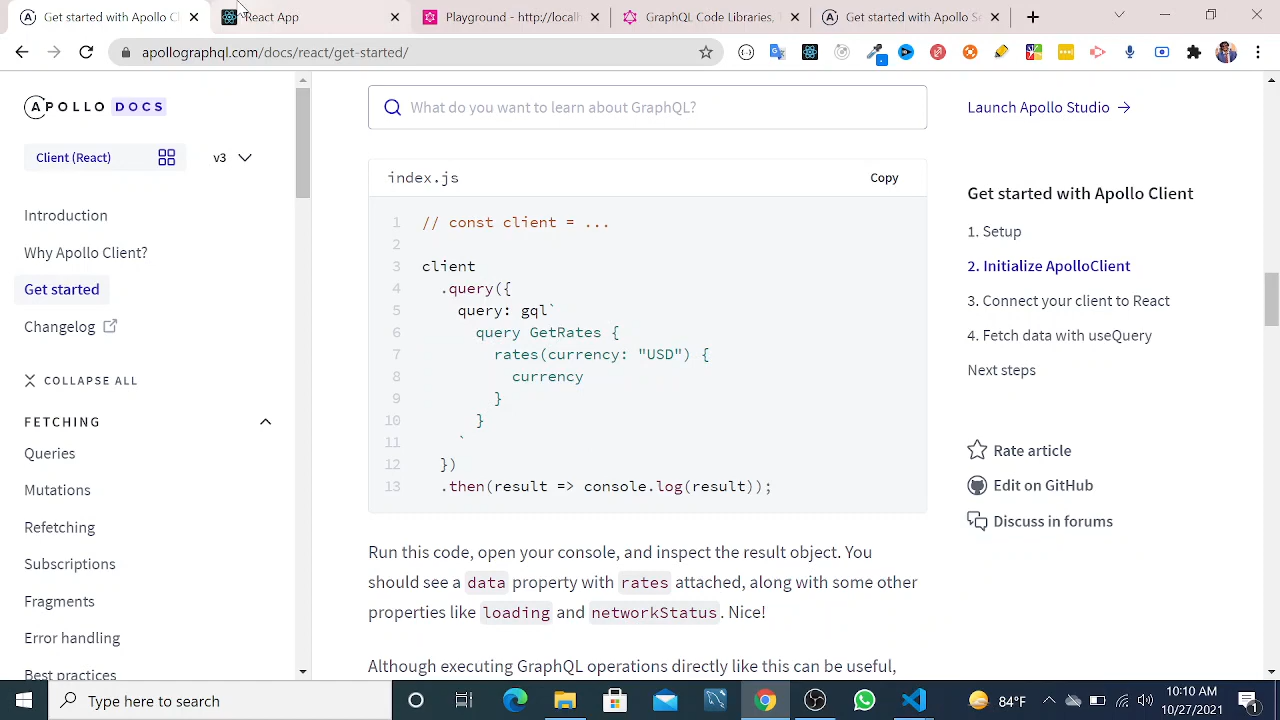 Get started with Apollo C
React App
Playground - http://local
GraphQL Code Libraries, T
Get started with Apollo Se
apollographql.com/docs/react/get-started/
APOLLO DOCS
What do you want to learn about GraphQL?
Launch Apollo Studio →
Client (React)
v3
Introduction
Why Apollo Client?
Get started
Changelog
COLLAPSE ALL
FETCHING
Queries
Mutations
Refetching
Subscriptions
Fragments
Error handling
Best practices
index.js
Copy
1 // const client = ...
2
3 client
4 .query({
5 query: gql`
6 query GetRates {
7 rates(currency: "USD") {
8 currency
9 }
10 }
11 `
12 })
13 .then(result => console.log(result));
Run this code, open your console, and inspect the result object. You
should see a data property with rates attached, along with some other
properties like loading and networkStatus. Nice!
Although executing GraphQL operations directly like this can be useful,
Get started with Apollo Client
1. Setup
2. Initialize ApolloClient
3. Connect your client to React
4. Fetch data with useQuery
Next steps
Rate article
Edit on GitHub
Discuss in forums
Type here to search
84°F
10:10 AM
10/27/2021